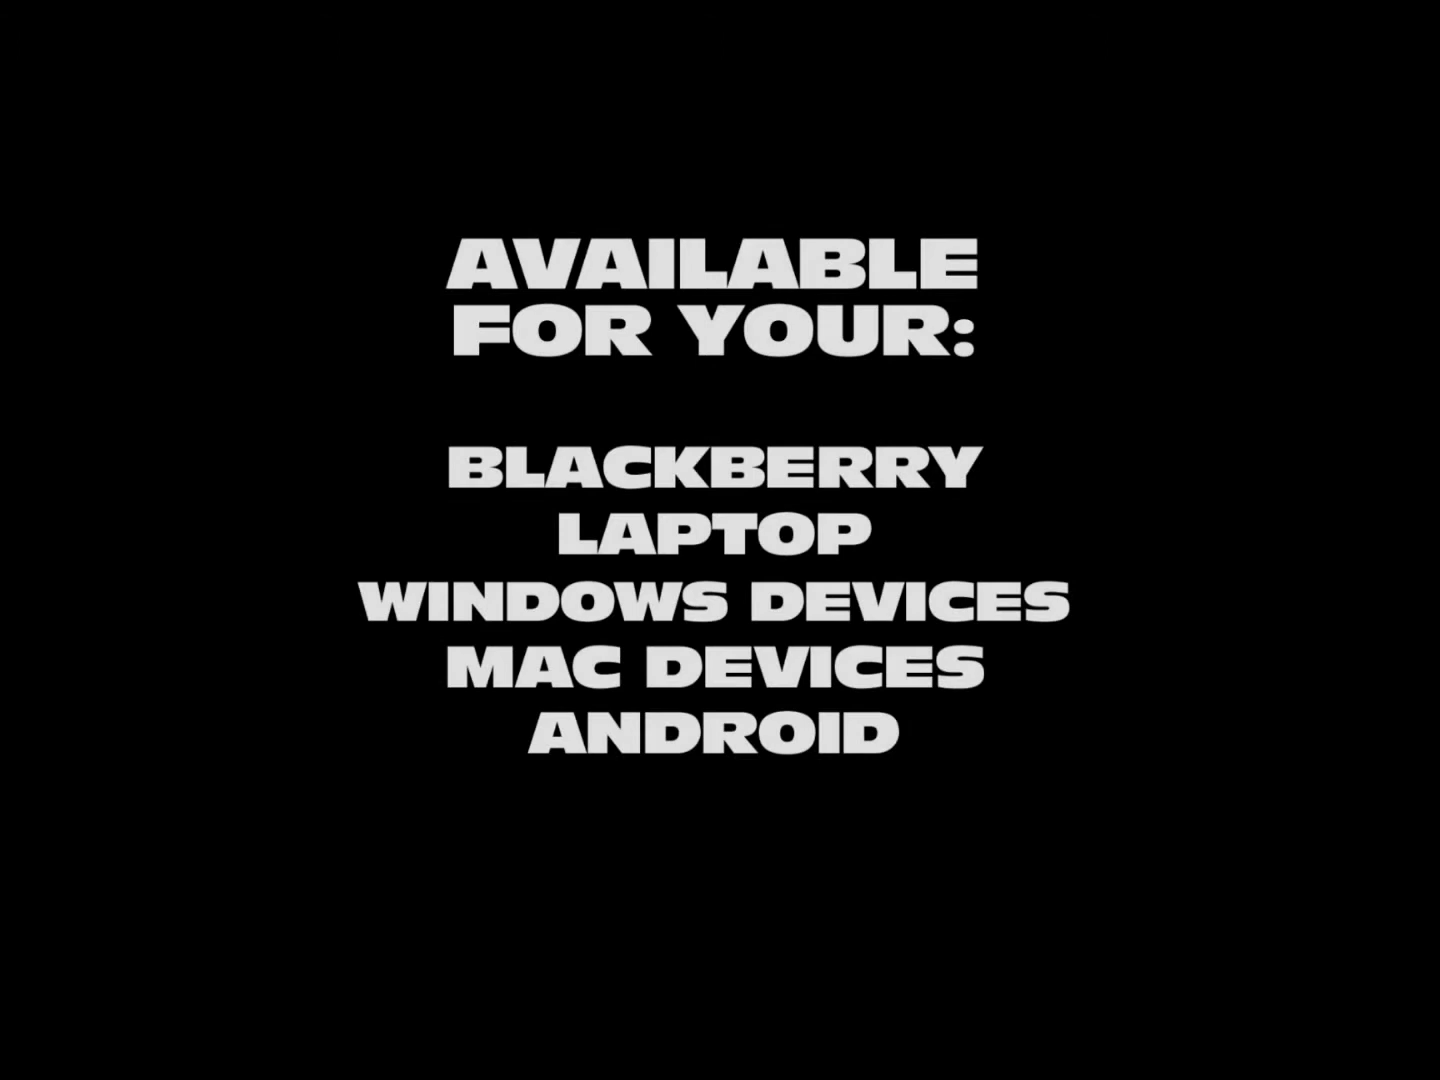 AVAILABLE
FOR YOUR:
BLACKBERRY
LAPTOP
WINDOWS DEVICES
MAC DEVICES
ANDROID